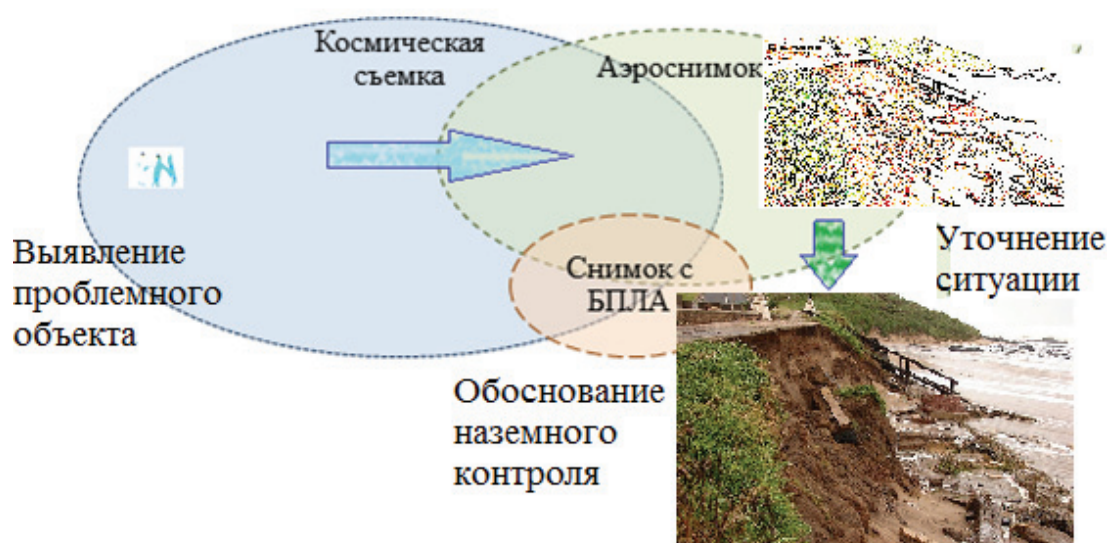 Космическая
съемка
Аэроснимок
Выявление
проблемного
объекта
Снимок с
БПЛА
Уточнение
ситуации
Обоснование
наземного
контроля